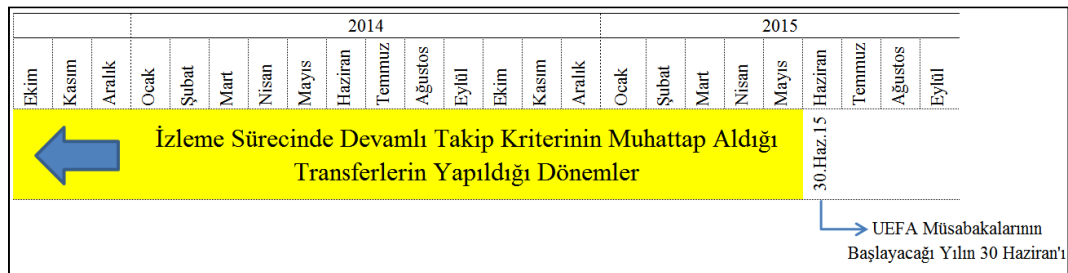 2014 2015
Ekim Kasım Aralık Ocak Şubat Mart Nisan Mayıs Haziran Temmuz Ağustos Eylül Ekim Kasım Aralık Ocak Şubat Mart Nisan Mayıs Haziran Temmuz Ağustos Eylül
İzleme Sürecinde Devamlı Takip Kriterinin Muhattap Aldığı
Transferlerin Yapıldığı Dönemler
30.Haz.15
UEFA Müsabakalarının
Başlayacağı Yılın 30 Haziran'ı